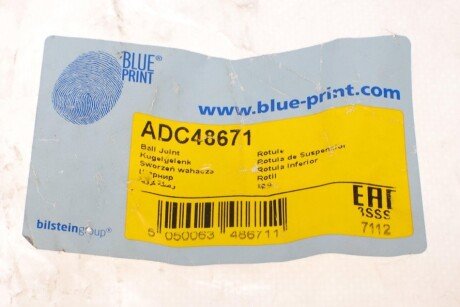 BLUE®
PRINT
www.blue-print.com
ADC48671
Ball Joint
Kugelgelenk
Sworzeń wahacza
Шарнир
Rotule
Rotula de Suspension
Rotula Inferior
Rotil
EAC
7112
5 050063 486711
bilsteingroup®